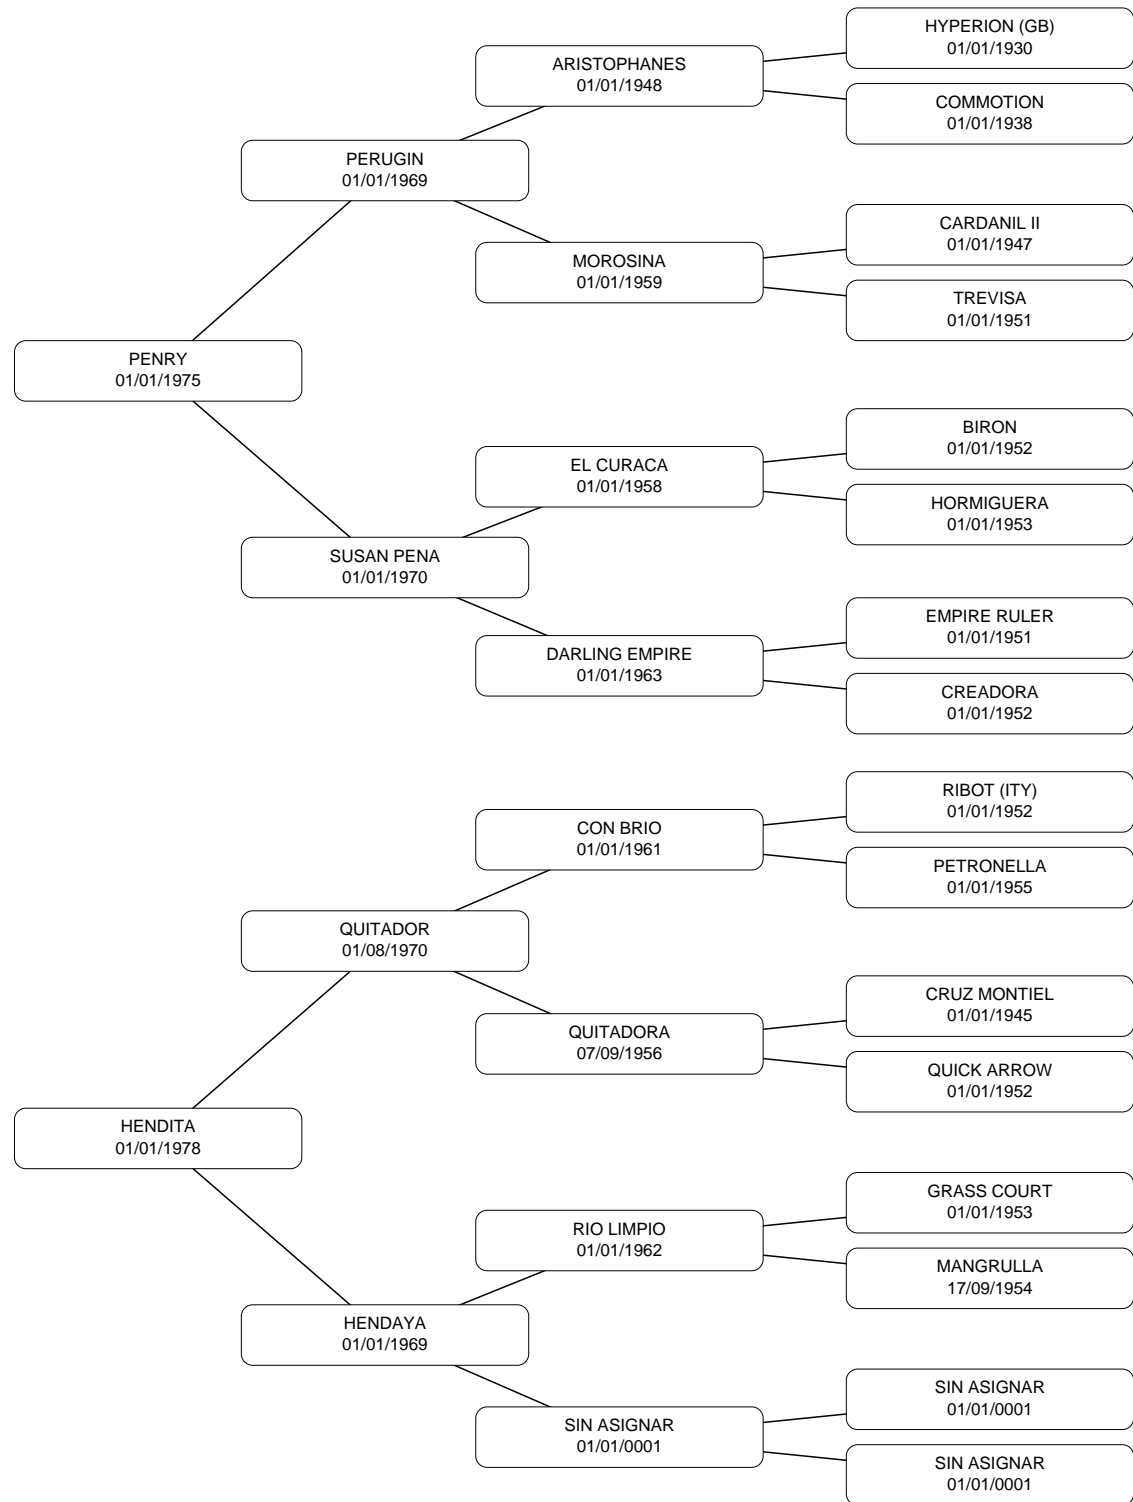 HYPERION (GB)
01/01/1930
ARISTOPHANES
01/01/1948
COMMOTION
01/01/1938
PERUGIN
01/01/1969
CARDANIL II
01/01/1947
MOROSINA
01/01/1959
TREVISA
01/01/1951
PENRY
01/01/1975
BIRON
01/01/1952
EL CURACA
01/01/1958
HORMIGUERA
01/01/1953
SUSAN PENA
01/01/1970
EMPIRE RULER
01/01/1951
DARLING EMPIRE
01/01/1963
CREADORA
01/01/1952
RIBOT (ITY)
01/01/1952
CON BRIO
01/01/1961
PETRONELLA
01/01/1955
QUITADOR
01/08/1970
CRUZ MONTIEL
01/01/1945
QUITADORA
07/09/1956
QUICK ARROW
01/01/1952
HENDITA
01/01/1978
GRASS COURT
01/01/1953
RIO LIMPIO
01/01/1962
MANGRULLA
17/09/1954
HENDAYA
01/01/1969
SIN ASIGNAR
01/01/0001
SIN ASIGNAR
01/01/0001
SIN ASIGNAR
01/01/0001